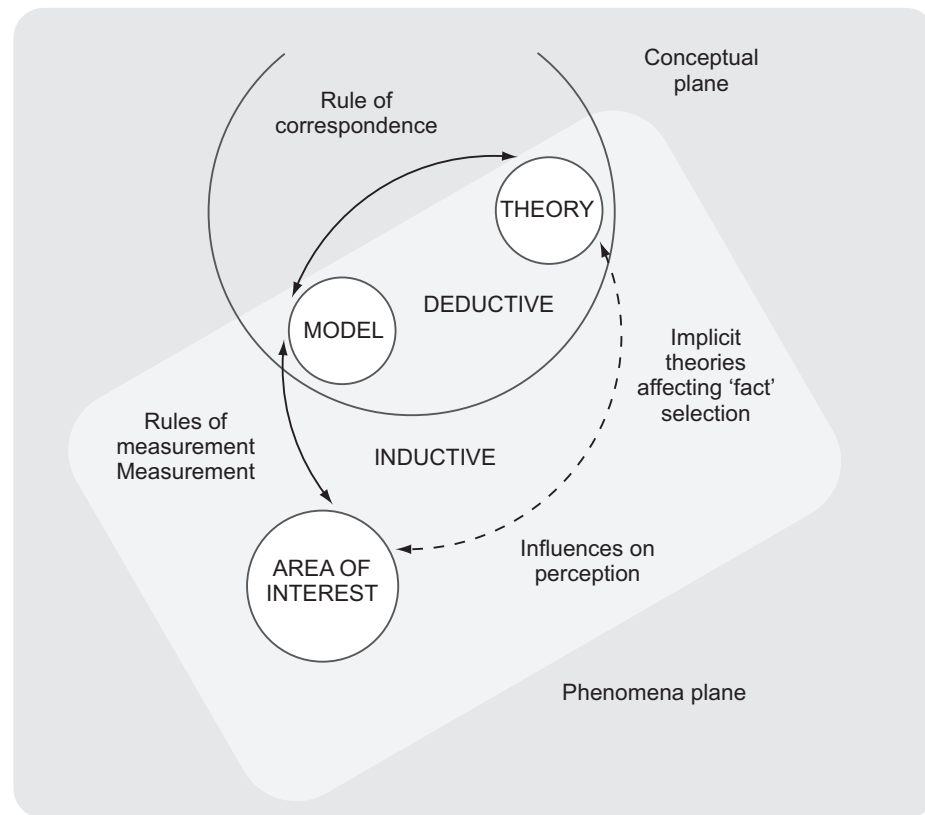 Conceptual
plane
Rule of
correspondence
THEORY
DEDUCTIVE
MODEL
Implicit
theories
affecting ‘fact’
selection
Rules of
measurement
Measurement
INDUCTIVE
Influences on
perception
AREA OF
INTEREST
Phenomena plane